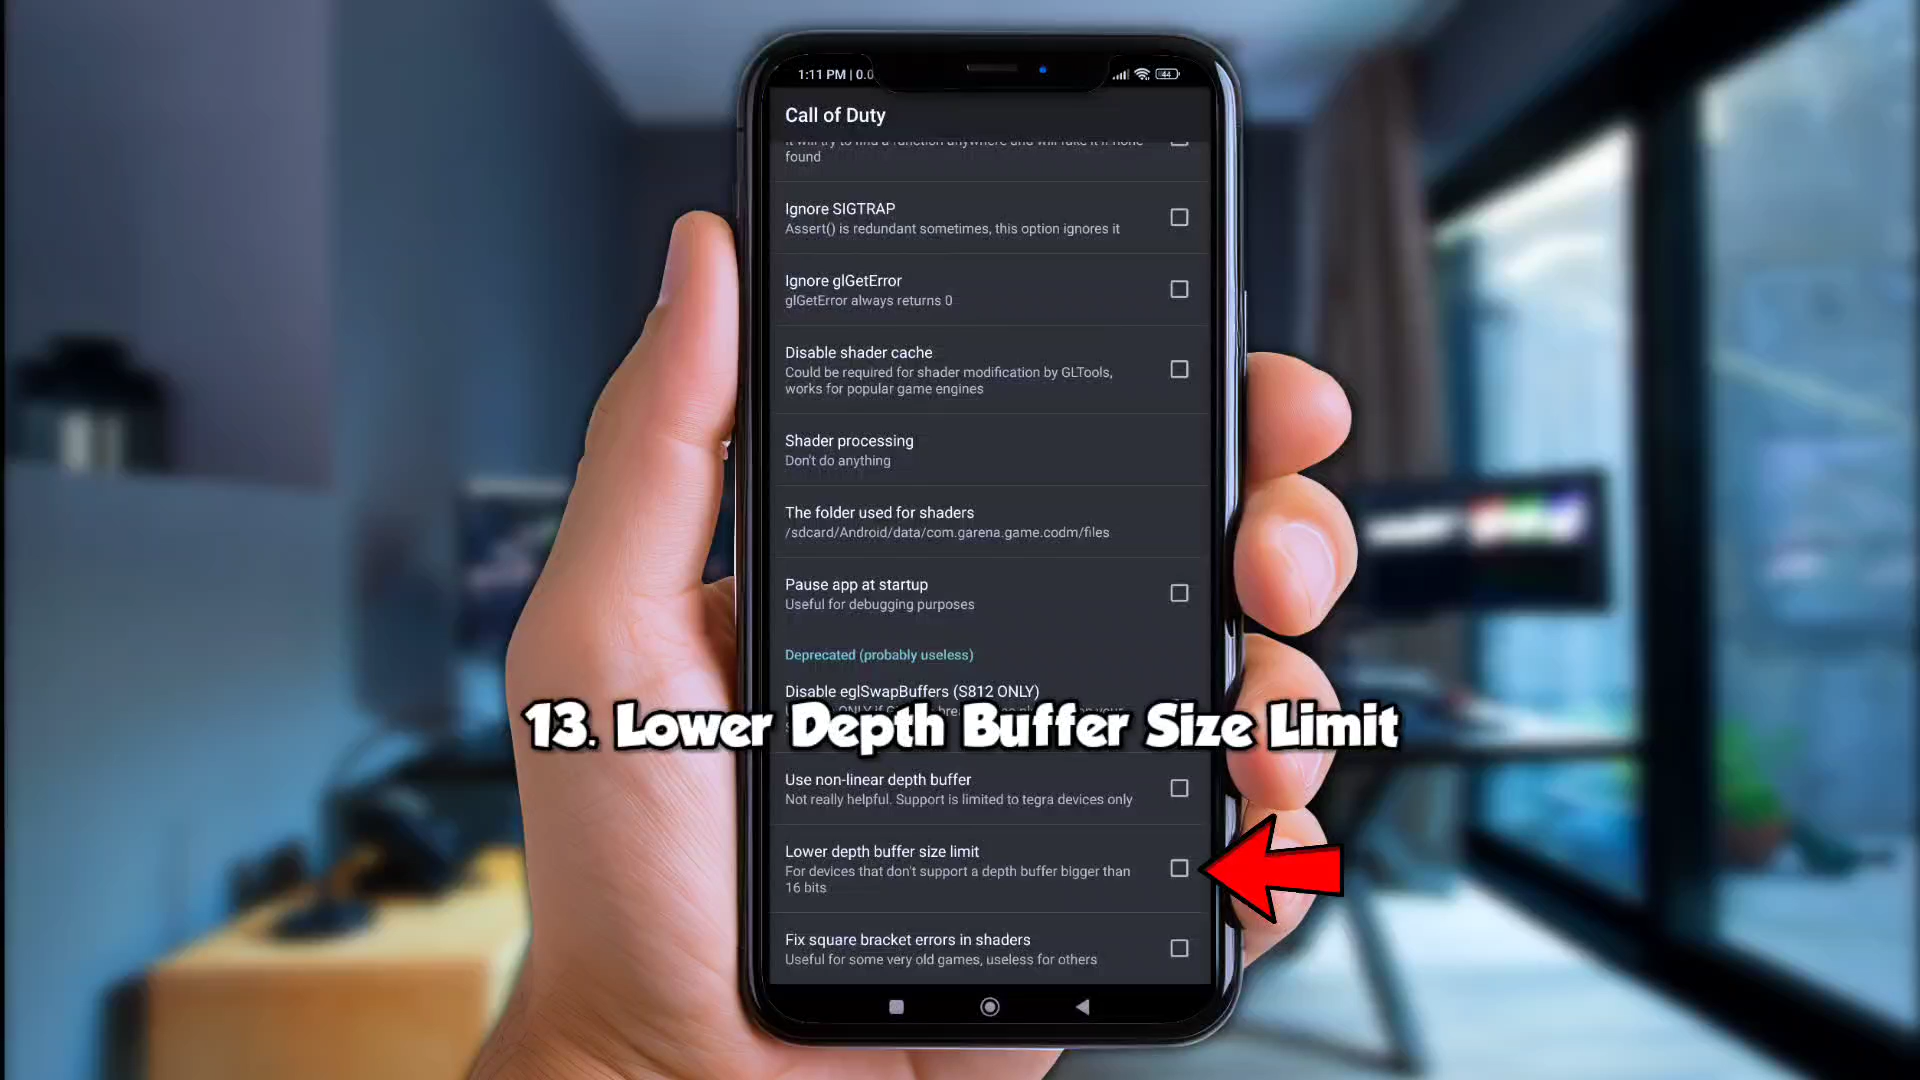 1:11 PM | 0.0
44
Call of Duty
It will try to find a function anywhere and will fake it if none
found
Ignore SIGTRAP
Assert() is redundant sometimes, this option ignores it
Ignore glGetError
glGetError always returns 0
Disable shader cache
Could be required for shader modification by GLTools,
works for popular game engines
Shader processing
Don't do anything
The folder used for shaders
/sdcard/Android/data/com.garena.game.codm/files
Pause app at startup
Useful for debugging purposes
Deprecated (probably useless)
Disable eglSwapBuffers (S812 ONLY)
13. Lower Depth Buffer Size Limit
Use non-linear depth buffer
Not really helpful. Support is limited to tegra devices only
Lower depth buffer size limit
For devices that don't support a depth buffer bigger than
16 bits
Fix square bracket errors in shaders
Useful for some very old games, useless for others